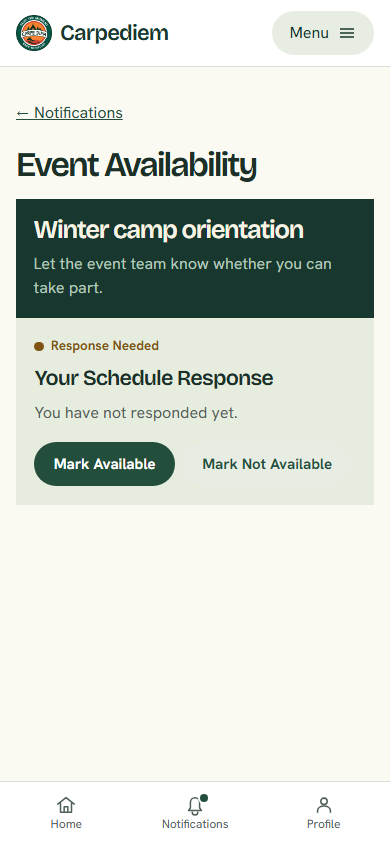 Carpediem
Menu
← Notifications
Event Availability
Winter camp orientation
Let the event team know whether you can
take part.
Response Needed
Your Schedule Response
You have not responded yet.
Mark Available
Mark Not Available
Home
Notifications
Profile